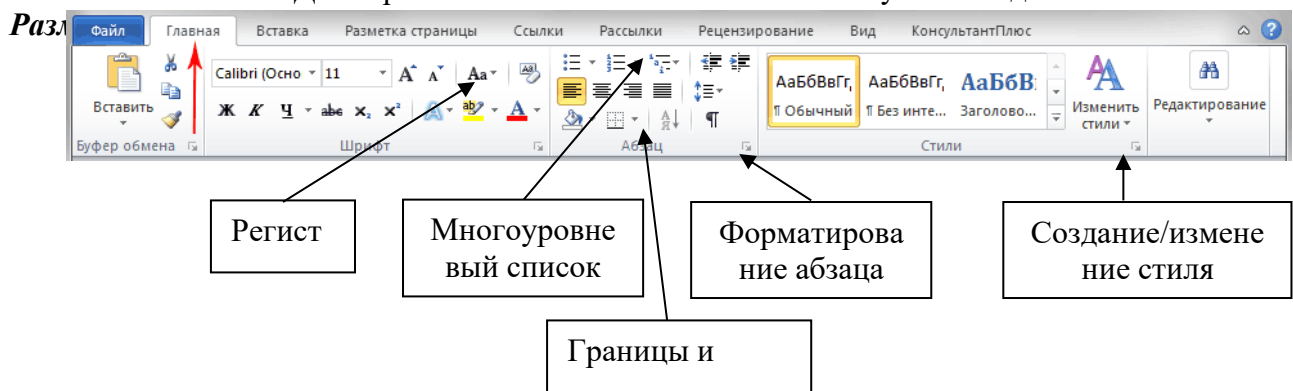 Файл Главная Вставка Разметка страницы Ссылки Рассылки Рецензирование Вид КонсультантПлюс
Calibri (Осно 11 Aa
Вставить
Ж К Ч abc x₂ x² ab A
АаБбВвГг, АаБбВвГг, АаБбВ
¶ Обычный ¶ Без инте... Заголово...
Изменить стили
Редактирование
Буфер обмена Шрифт Абзац Стили
Регист
Многоуровне
вый список
Форматирова
ние абзаца
Создание/измене
ние стиля
Границы и